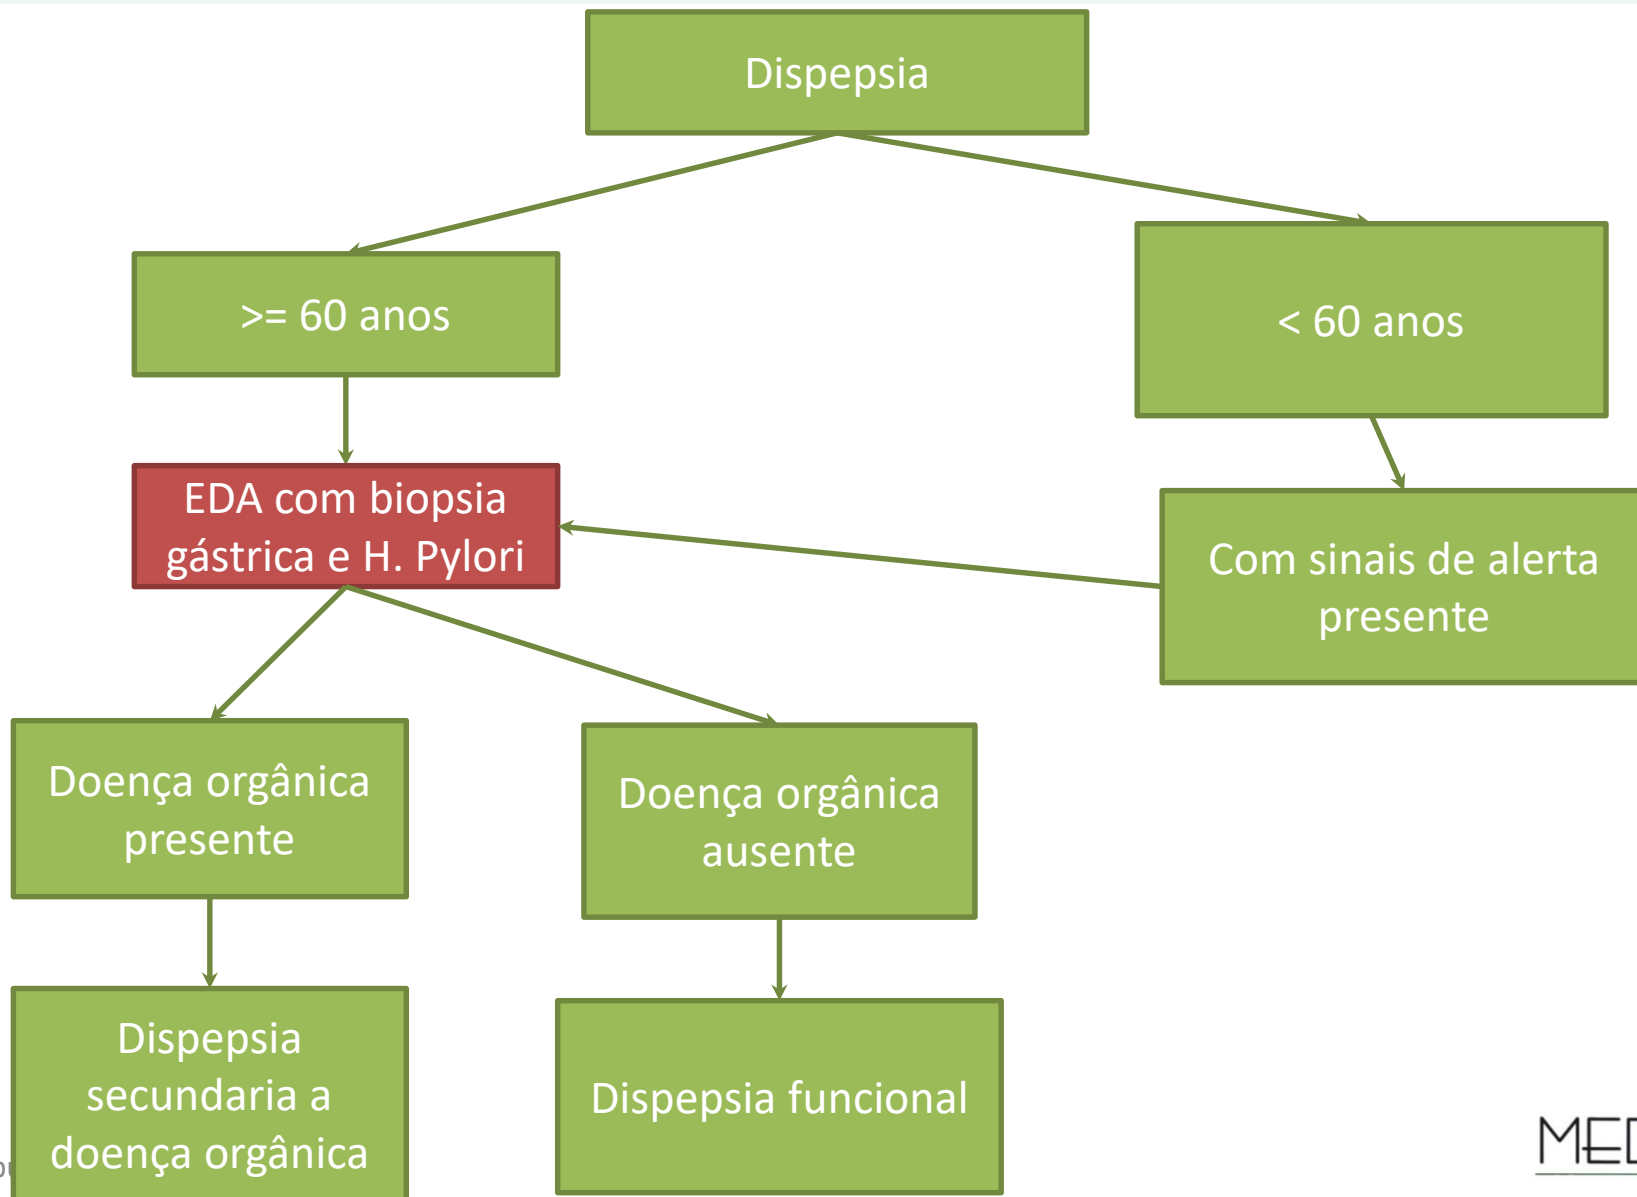 Dispepsia
>= 60 anos
< 60 anos
EDA com biopsia
gástrica e H. Pylori
Com sinais de alerta
presente
Doença orgânica
presente
Doença orgânica
ausente
Dispepsia
secundaria a
doença orgânica
Dispepsia funcional